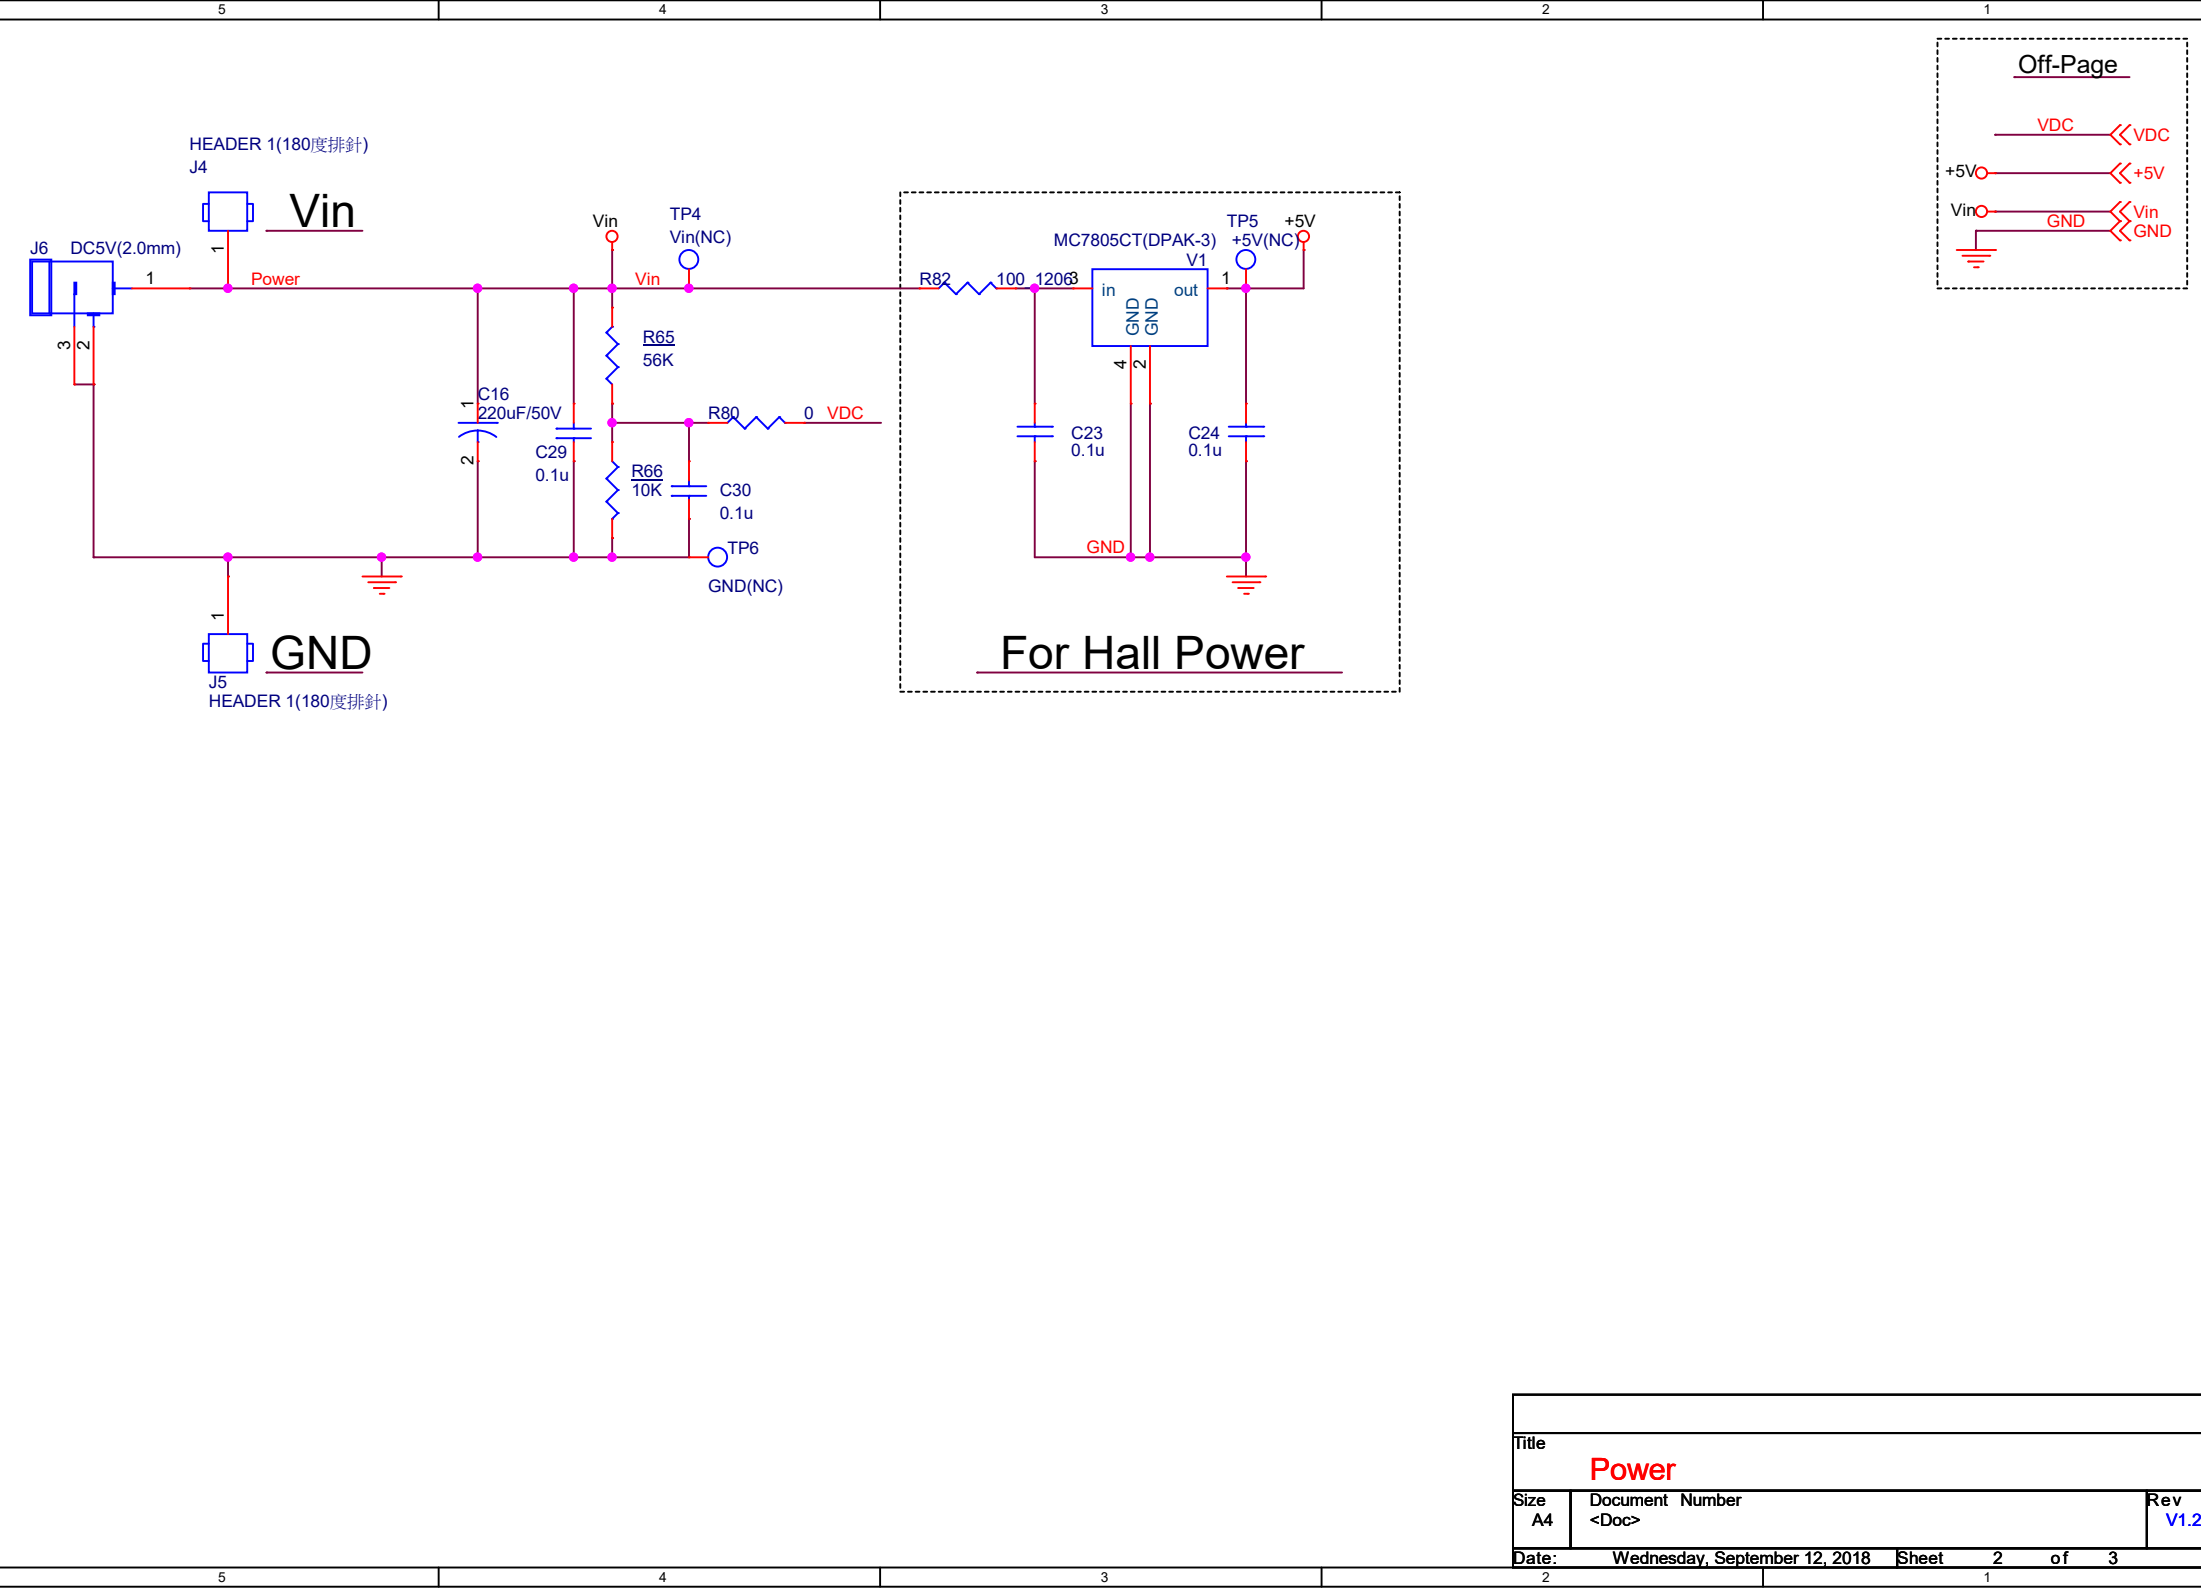 5 4 3 2 1
Off-Page
VDC VDC
+5V +5V
Vin Vin
GND GND
HEADER 1(180度排針)
J4
Vin
J6 DC5V(2.0mm)
1
1
Power
3
2
Vin
TP4
Vin(NC)
Vin
R65
56K
C16
220uF/50V
1
2
C29
0.1u
R80 0 VDC
R66
10K
C30
0.1u
TP6
GND(NC)
1
GND
J5
HEADER 1(180度排針)
TP5 +5V
MC7805CT(DPAK-3) +5V(NC)
V1
R82 100 1206 3 in out 1
GND
GND
4
2
C23
0.1u
C24
0.1u
GND
For Hall Power
Title
Power
Size Document Number Rev
A4 <Doc> V1.2
Date: Wednesday, September 12, 2018 Sheet 2 of 3
5 4 3 2 1